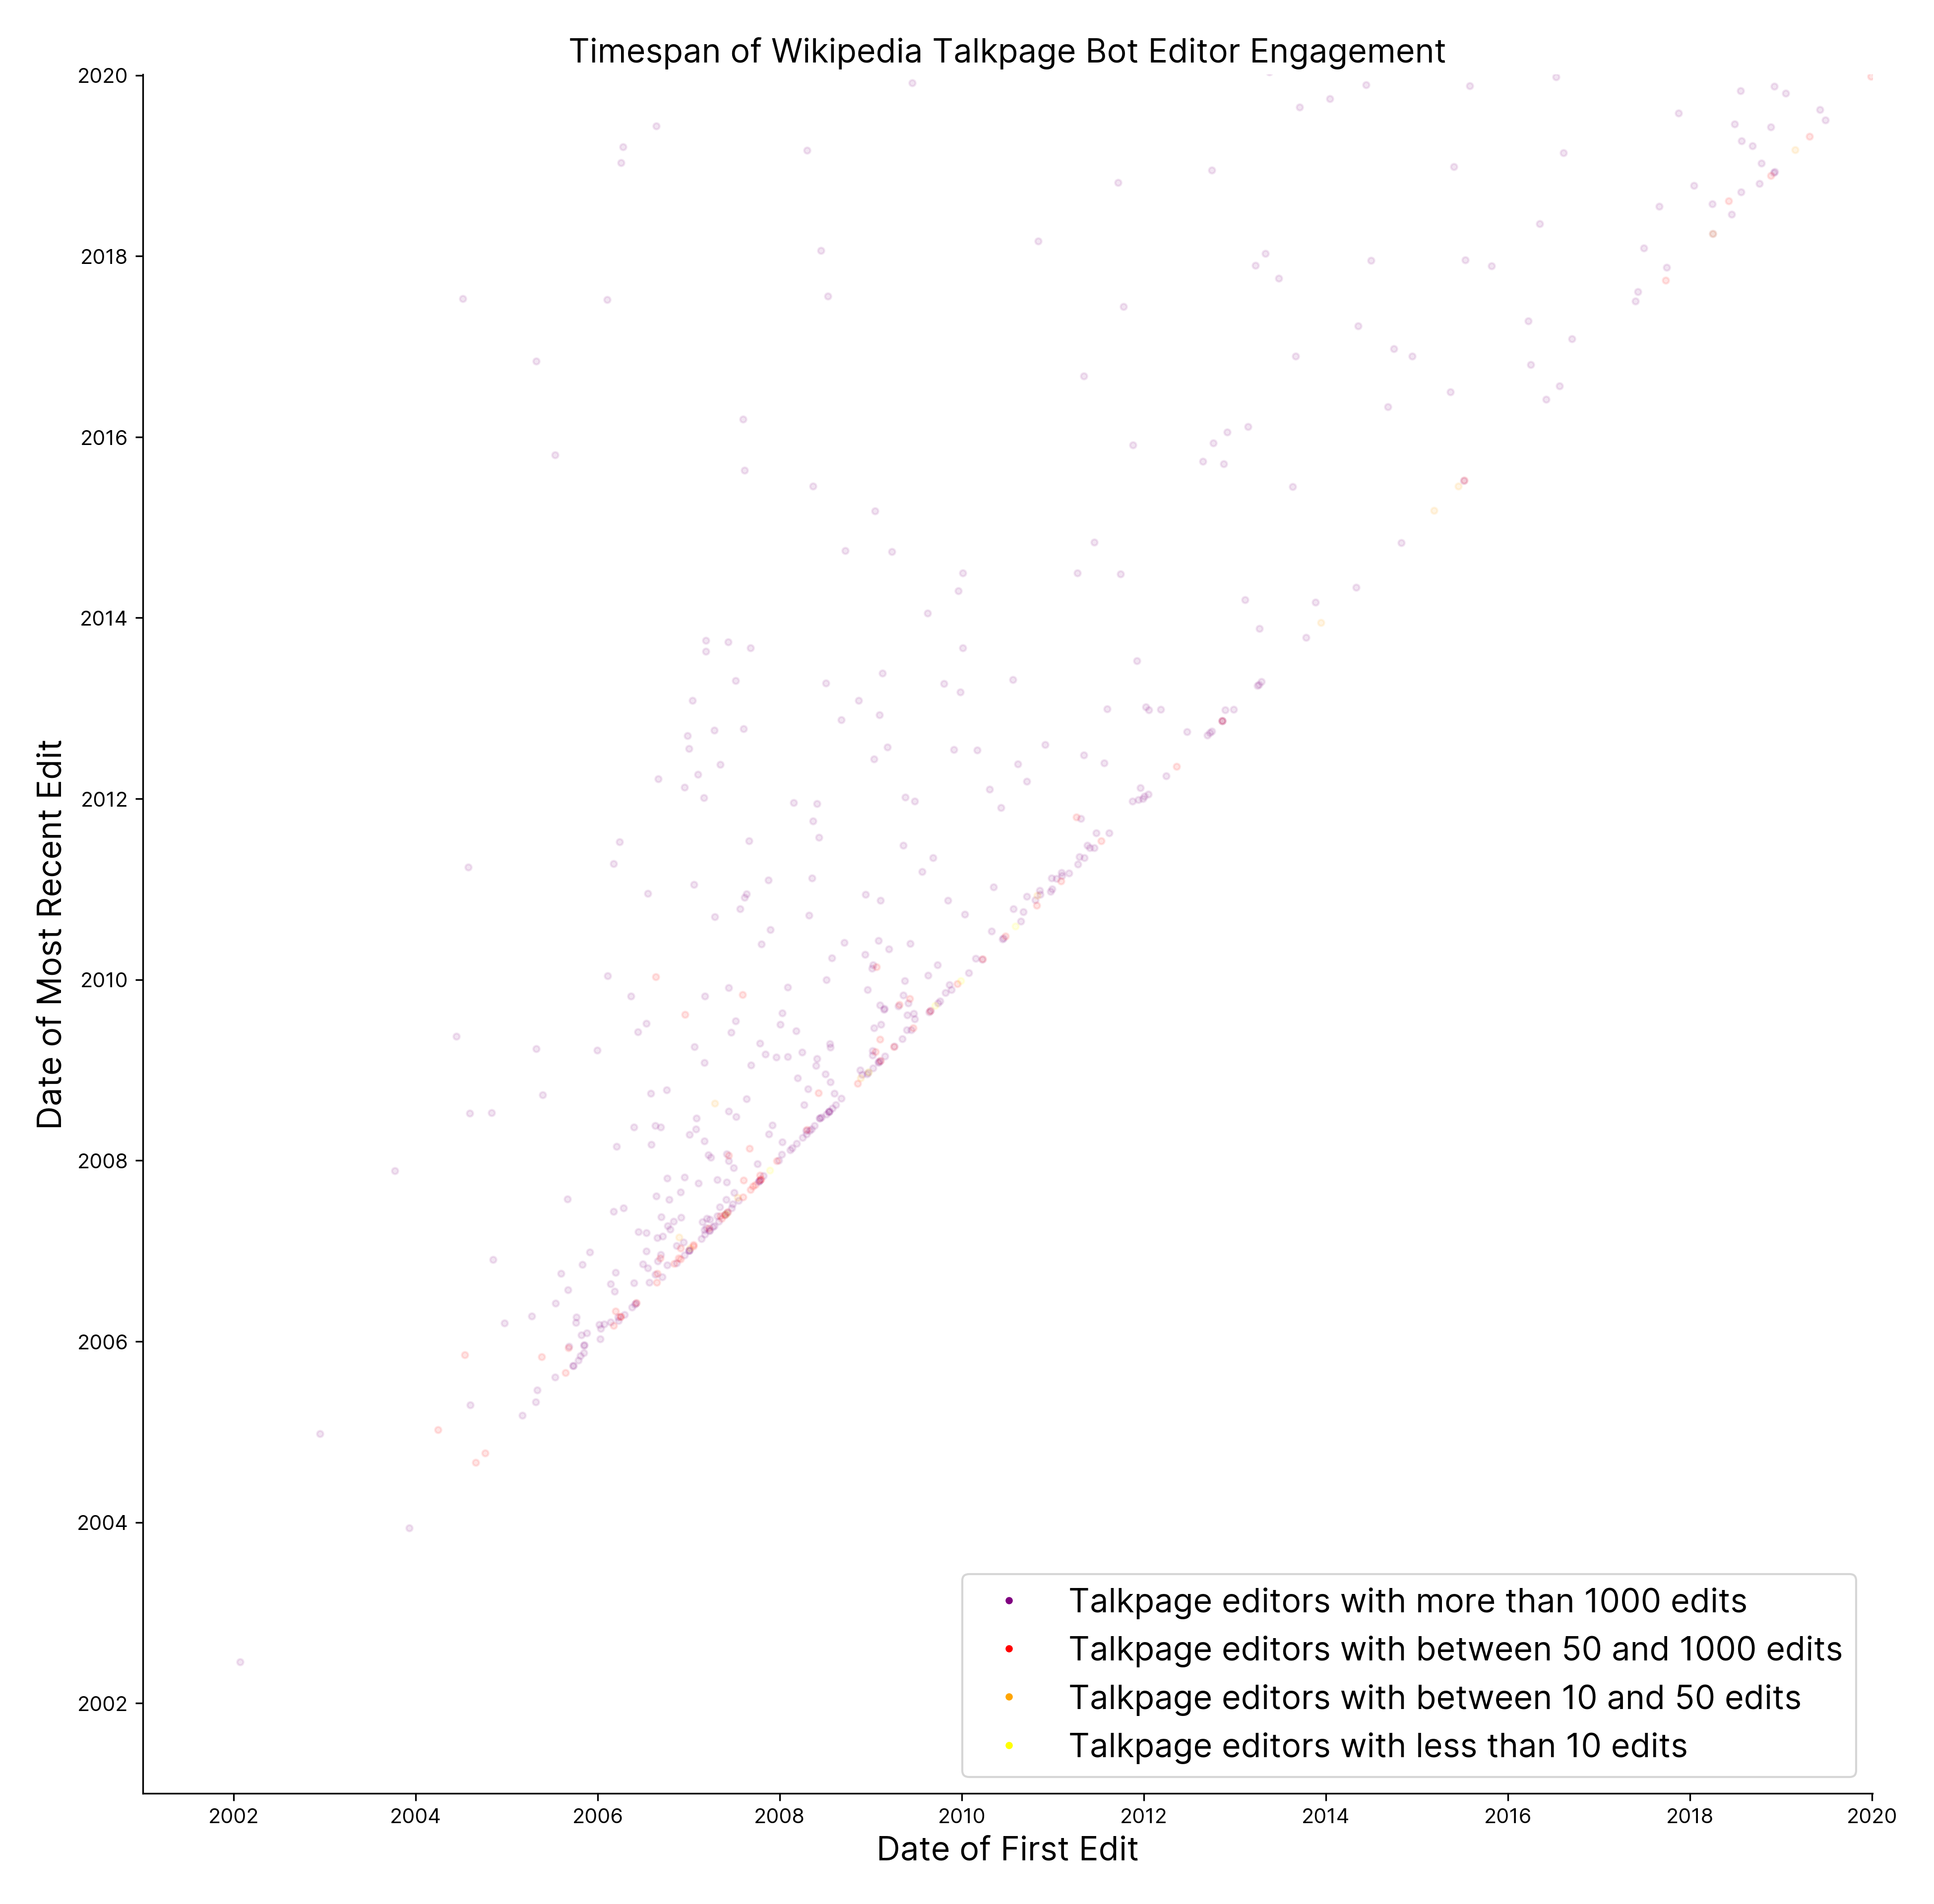 Timespan of Wikipedia Talkpage Bot Editor Engagement
2020
2018
2016
2014
2012
2010
2008
2006
2004
2002
Date of Most Recent Edit
Talkpage editors with more than 1000 edits
Talkpage editors with between 50 and 1000 edits
Talkpage editors with between 10 and 50 edits
Talkpage editors with less than 10 edits
2002 2004 2006 2008 2010 2012 2014 2016 2018 2020
Date of First Edit